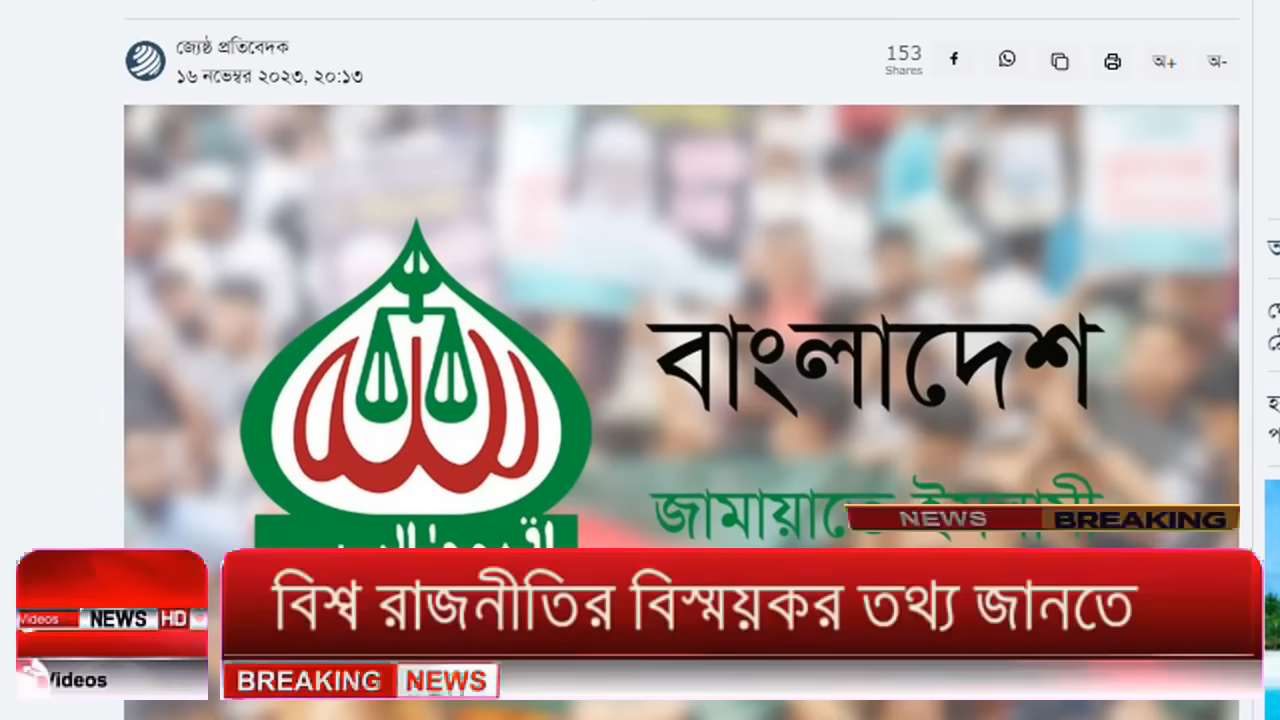 জ্যেষ্ঠ প্রতিবেদক
১৬ নভেম্বর ২০২৩, ২০:১৩
153
Shares
অ+
অ-
বাংলাদেশ
জামায়াতে ইসলামী
NEWS BREAKING
বিশ্ব রাজনীতির বিস্ময়কর তথ্য জানতে
Videos NEWS HD
Videos
BREAKING NEWS